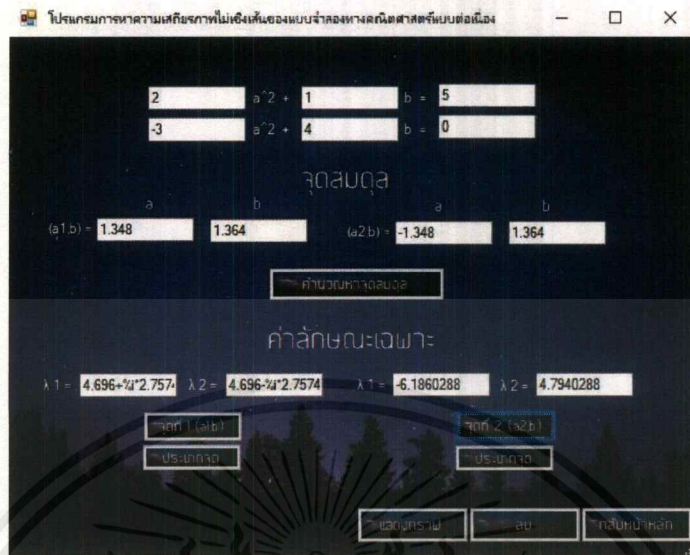 โปรแกรมการหาความเสถียรภาพไม่เชิงเส้นของแบบจำลองทางคณิตศาสตร์แบบต่อเนื่อง
2 a^2 + 1 b = 5
-3 a^2 + 4 b = 0
จุดสมดุล
a b a b
(a1,b) = 1.348 1.364 (a2,b) = -1.348 1.364
คำนวณหาจุดสมดุล
ค่าลักษณะเฉพาะ
λ 1 = 4.696+%i*2.7574 λ 2 = 4.696-%i*2.7574 λ 1 = -6.1860288 λ 2 = 4.7940288
จุดที่ 1 (a1,b) จุดที่ 2 (a2,b)
ประเภทจุด ประเภทจุด
แสดงกราฟ ลบ กลับหน้าหลัก